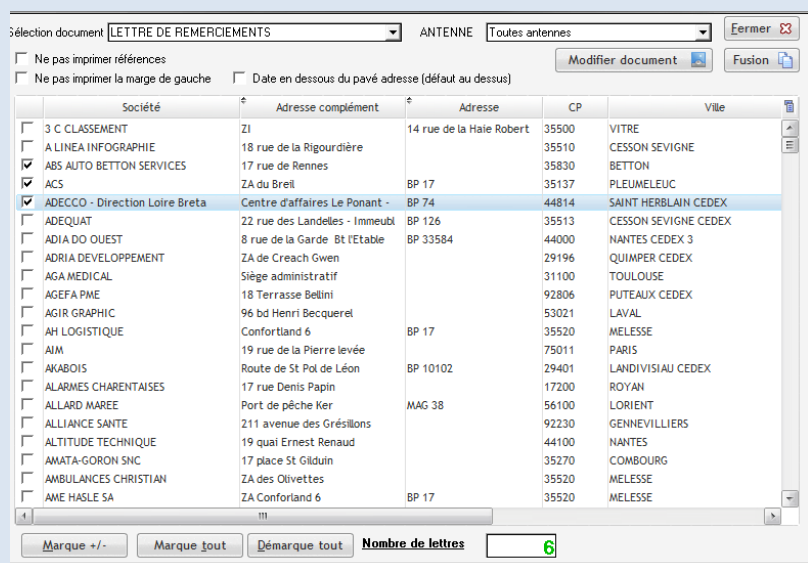 Sélection document LETTRE DE REMERCIEMENTS ANTENNE Toutes antennes Fermer
Ne pas imprimer références Modifier document Fusion
Ne pas imprimer la marge de gauche Date en dessous du pavé adresse (défaut au dessus)
Société Adresse complément Adresse CP Ville
3 C CLASSEMENT ZI 14 rue de la Haie Robert 35500 VITRE
A LINEA INFOGRAPHIE 18 rue de la Rigourdière 35510 CESSON SEVIGNE
ABS AUTO BETTON SERVICES 17 rue de Rennes 35830 BETTON
ACS ZA du Breil BP 17 35137 PLEUMELEUC
ADECCO - Direction Loire Breta Centre d'affaires Le Ponant - BP 74 44814 SAINT HERBLAIN CEDEX
ADEQUAT 22 rue des Landelles - Immeubl BP 126 35513 CESSON SEVIGNE CEDEX
ADIA DO OUEST 8 rue de la Garde Bt l'Etable BP 33584 44000 NANTES CEDEX 3
ADRIA DEVELOPPEMENT ZA de Creach Gwen 29196 QUIMPER CEDEX
AGA MEDICAL Siège administratif 31100 TOULOUSE
AGEFA PME 18 Terrasse Bellini 92806 PUTEAUX CEDEX
AGIR GRAPHIC 96 bd Henri Becquerel 53021 LAVAL
AH LOGISTIQUE Confortland 6 BP 17 35520 MELESSE
AIM 19 rue de la Pierre levée 75011 PARIS
AKABOIS Route de St Pol de Léon BP 10102 29401 LANDIVISIAU CEDEX
ALARMES CHARENTAISES 17 rue Denis Papin 17200 ROYAN
ALLARD MAREE Port de pêche Ker MAG 38 56100 LORIENT
ALLIANCE SANTE 211 avenue des Grésillons 92230 GENNEVILLIERS
ALTITUDE TECHNIQUE 19 quai Ernest Renaud 44100 NANTES
AMATA-GORON SNC 17 place St Gilduin 35270 COMBOURG
AMBULANCES CHRISTIAN ZA des Olivettes 35520 MELESSE
AME HASLE SA ZA Conforland 6 BP 17 35520 MELESSE
Marque +/- Marque tout Démarque tout Nombre de lettres 6